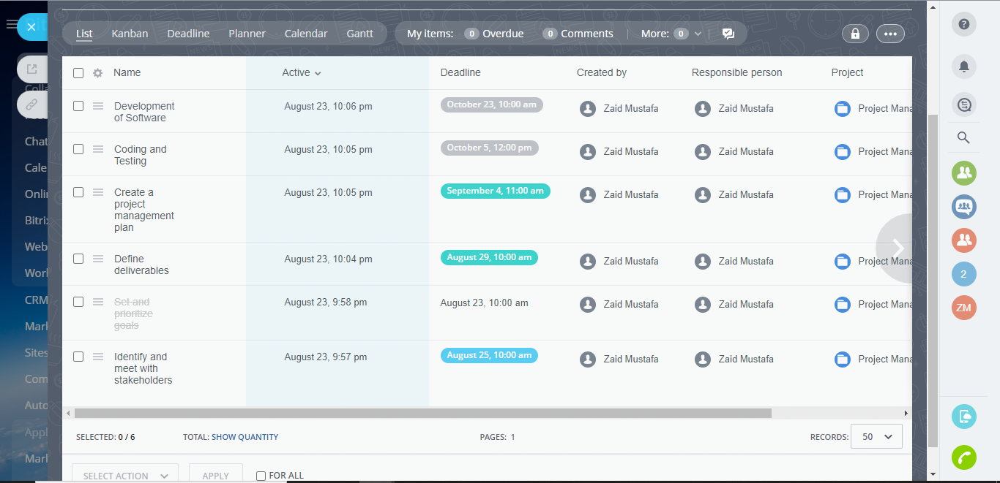 List Kanban Deadline Planner Calendar Gantt My items: 0 Overdue 0 Comments More: 0
Name Active Deadline Created by Responsible person Project
Development
of Software
August 23, 10:06 pm October 23, 10:00 am Zaid Mustafa Zaid Mustafa Project Mana
Coding and
Testing
August 23, 10:05 pm October 5, 12:00 pm Zaid Mustafa Zaid Mustafa Project Mana
Create a
project
management
plan
August 23, 10:05 pm September 4, 11:00 am Zaid Mustafa Zaid Mustafa Project Mana
Define
deliverables
August 23, 10:04 pm August 29, 10:00 am Zaid Mustafa Zaid Mustafa Project Mana
Set and
prioritize
goals
August 23, 9:58 pm August 23, 10:00 am Zaid Mustafa Zaid Mustafa Project Mana
Identify and
meet with
stakeholders
August 23, 9:57 pm August 25, 10:00 am Zaid Mustafa Zaid Mustafa Project Mana
SELECTED: 0 / 6 TOTAL: SHOW QUANTITY PAGES: 1 RECORDS: 50
SELECT ACTION APPLY FOR ALL
Colla
Chat
Cale
Onli
Bitri
Web
Worl
CRM
Mark
Sites
Com
Auto
Appl
Mark
NEWS
NEWS
?
2
ZM